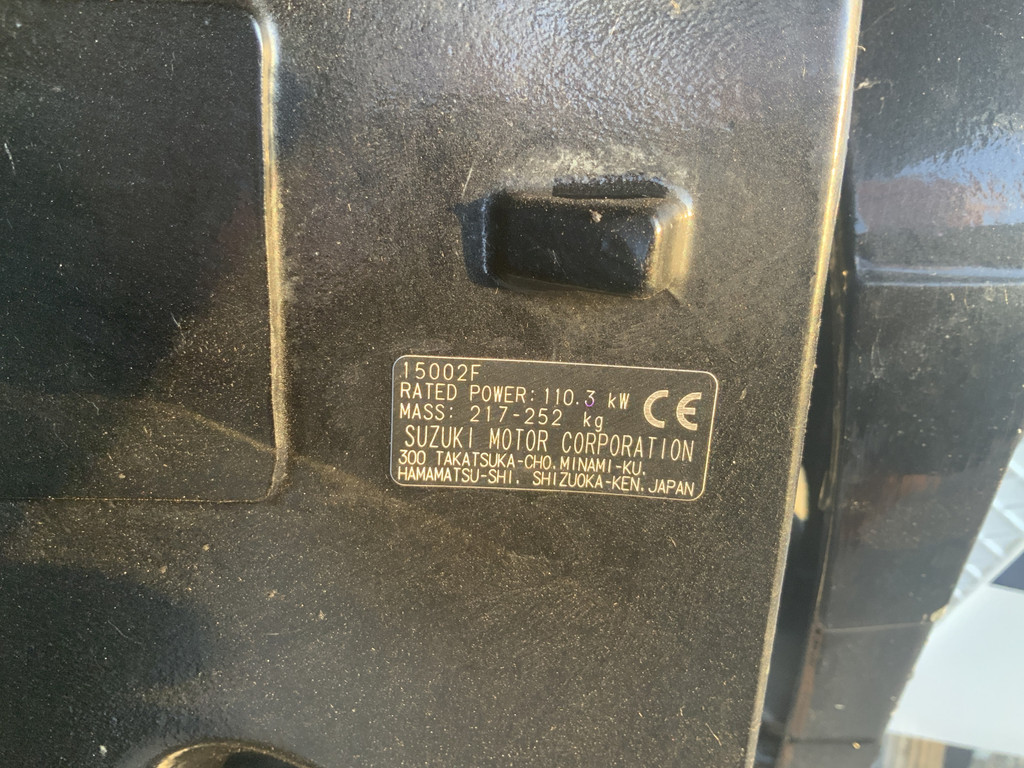 15002F
RATED POWER: 110.3 kW
MASS: 217-252 kg
CE
SUZUKI MOTOR CORPORATION
300 TAKATSUKA-CHO, MINAMI-KU,
HAMAMATSU-SHI, SHIZUOKA-KEN, JAPAN